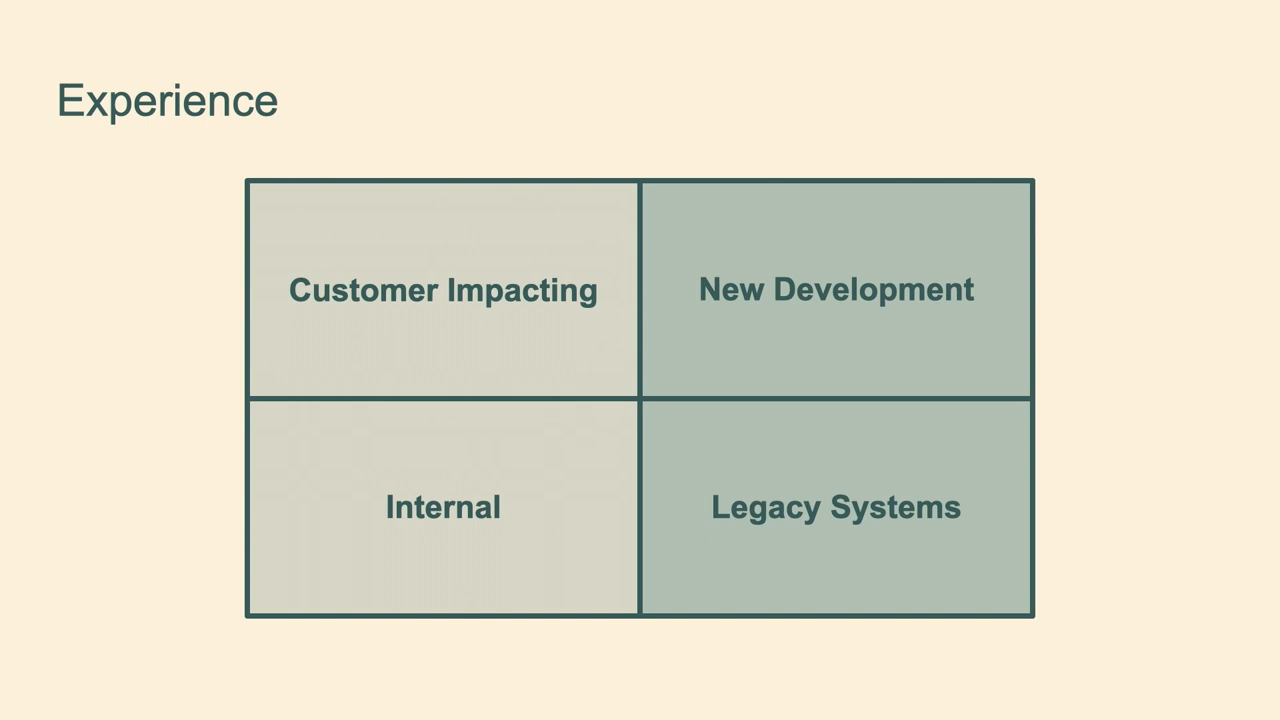 Experience
Customer Impacting
New Development
Internal
Legacy Systems